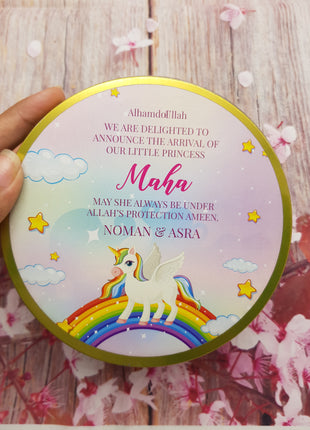 Alhamdollah
WE ARE DELIGHTED TO
ANNOUNCE THE ARRIVAL OF
OUR LITTLE PRINCESS
Maha
MAY SHE ALWAYS BE UNDER
ALLAH'S PROTECTION AMEEN.
NOMAN & ASRA